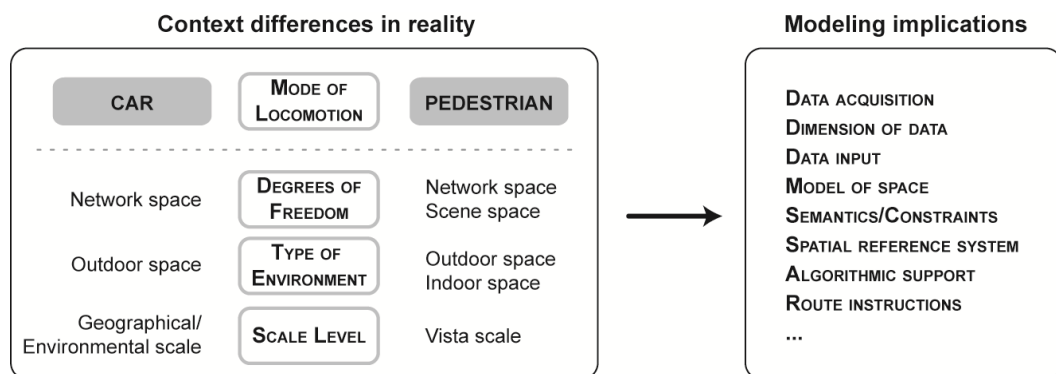 Context differences in reality
Modeling implications
CAR
MODE OF
LOCOMOTION
PEDESTRIAN
Network space
DEGREES OF
FREEDOM
Network space
Scene space
Outdoor space
TYPE OF
ENVIRONMENT
Outdoor space
Indoor space
Geographical/
Environmental scale
SCALE LEVEL
Vista scale
DATA ACQUISITION
DIMENSION OF DATA
DATA INPUT
MODEL OF SPACE
SEMANTICS/CONSTRAINTS
SPATIAL REFERENCE SYSTEM
ALGORITHMIC SUPPORT
ROUTE INSTRUCTIONS
...